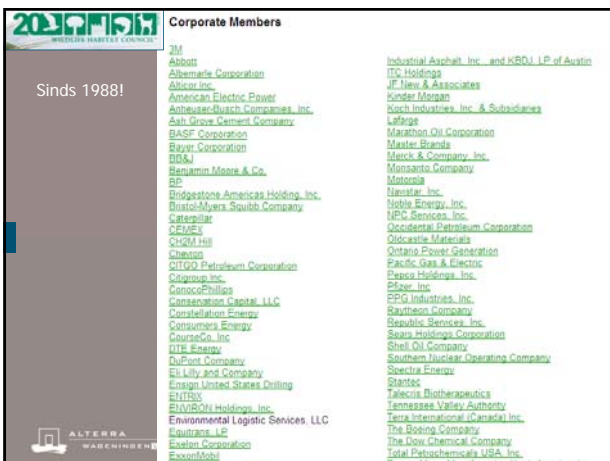 20
WILDLIFE HABITAT COUNCIL
Sinds 1988!
ALTERRA
WAGENINGEN
Corporate Members
3M
Abbott
Albemarle Corporation
Alticor Inc.
American Electric Power
Anheuser-Busch Companies, Inc.
Ash Grove Cement Company
BASF Corporation
Bayer Corporation
BB&J
Benjamin Moore & Co.
BP
Bridgestone Americas Holding, Inc.
Bristol-Myers Squibb Company
Caterpillar
CEMEX
CH2M Hill
Chevron
CITGO Petroleum Corporation
Citigroup Inc.
ConocoPhillips
Conservation Capital, LLC
Constellation Energy
Consumers Energy
CourseCo, Inc
DTE Energy
DuPont Company
Eli Lilly and Company
Ensign United States Drilling
ENTRIX
ENVIRON Holdings, Inc.
Environmental Logistic Services, LLC
Equitrans, LP
Exelon Corporation
ExxonMobil
Industrial Asphalt, Inc., and KBDJ, LP of Austin
ITC Holdings
JF New & Associates
Kinder Morgan
Koch Industries, Inc. & Subsidiaries
Lafarge
Marathon Oil Corporation
Master Brands
Merck & Company, Inc.
Monsanto Company
Motorola
Navistar, Inc.
Noble Energy, Inc.
NPC Services, Inc.
Occidental Petroleum Corporation
Oldcastle Materials
Ontario Power Generation
Pacific Gas & Electric
Pepco Holdings, Inc.
Pfizer, Inc
PPG Industries, Inc.
Raytheon Company
Republic Services, Inc.
Sears Holdings Corporation
Shell Oil Company
Southern Nuclear Operating Company
Spectra Energy
Stantec
Talecris Biotherapeutics
Tennessee Valley Authority
Terra International (Canada) Inc.
The Boeing Company
The Dow Chemical Company
Total Petrochemicals USA, Inc.